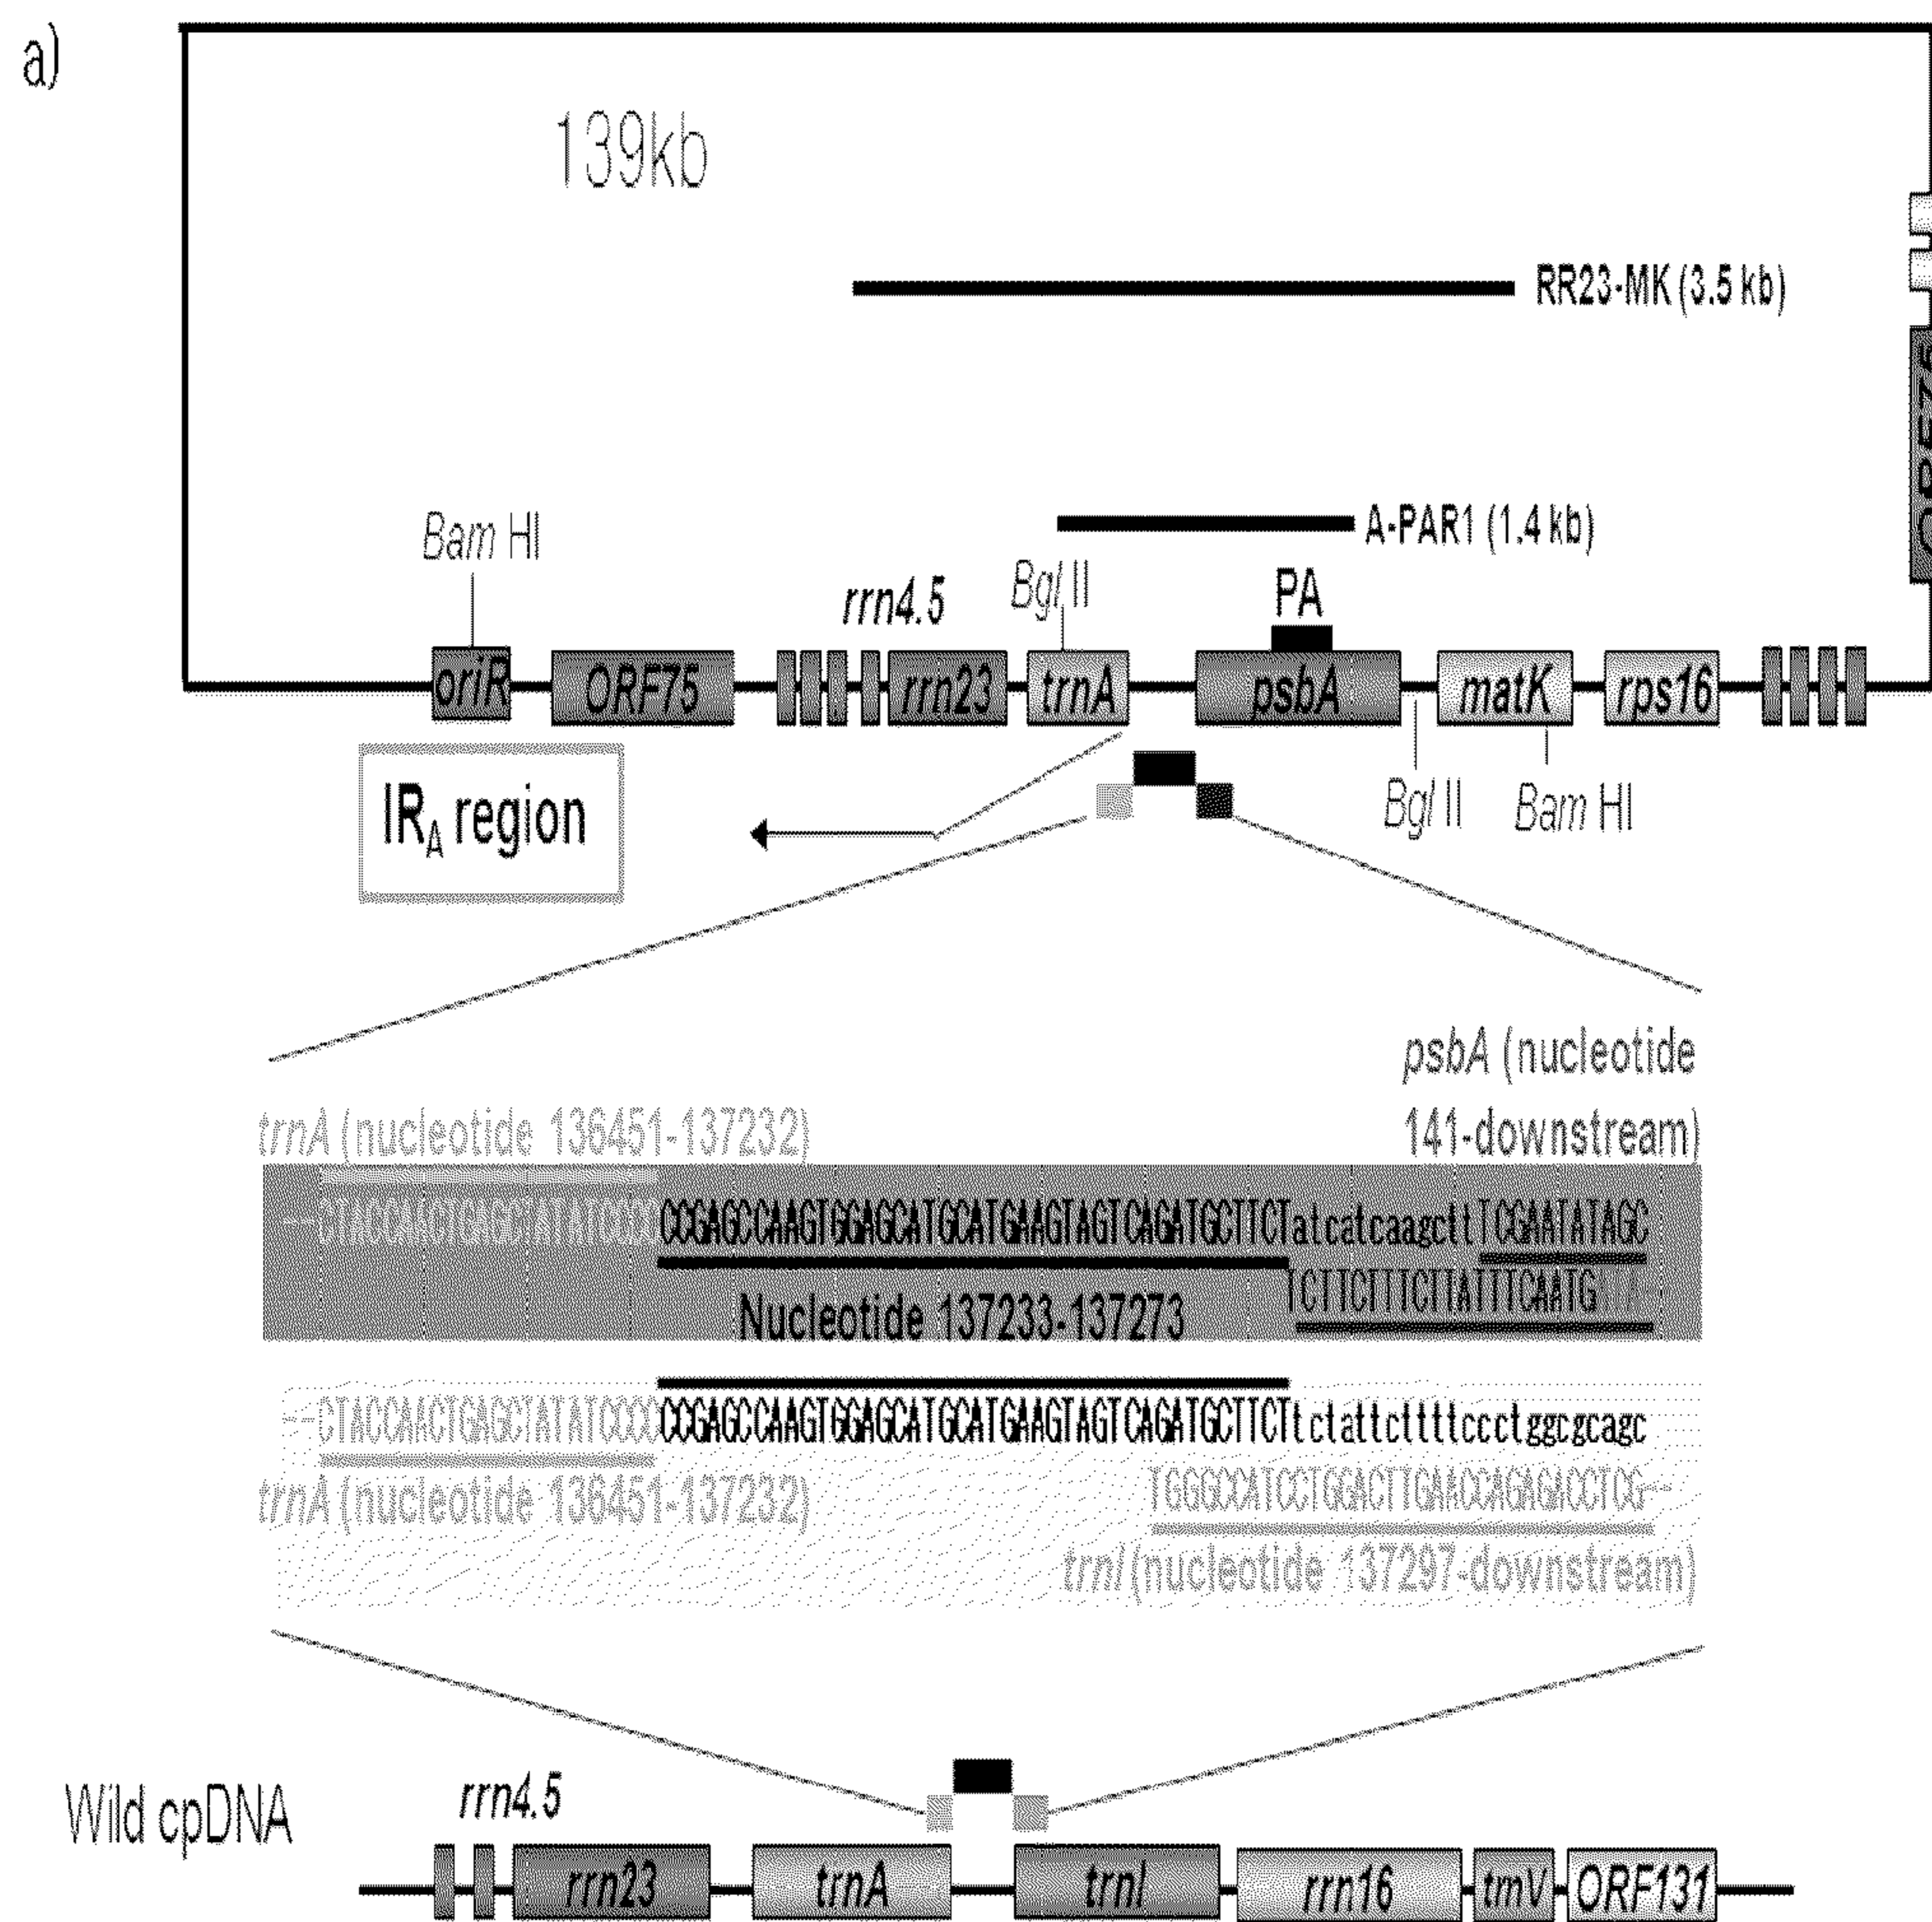 a)
139kb
RR23-MK (3.5 kb)
A-PAR1 (1.4 kb)
Bam HI
rrn4.5
Bgl II
PA
oriR
ORF75
rrn23
trnA
psbA
matK
rps16
IRA region
Bgl II
Bam HI
psbA (nucleotide
141-downstream)
trnA (nucleotide 136451-137232)
--CTACCAACTGAGCTATATCCCCCCGAGCCAAGTGGAGCATGCATGAAGTAGTCAGATGCTTCTatcatcaagcttTCGAATATAGC
TCTTCTTTCTTATTTCAATG
Nucleotide 137233-137273
--CTACCAACTGAGCTATATCCCCCCGAGCCAAGTGGAGCATGCATGAAGTAGTCAGATGCTTCTtctattcttttccctggcgcagc
TGGGCCATCCTGGACTTGAACCAGAGACCTCG--
trnA (nucleotide 136451-137232)
trnI (nucleotide 137297-downstream)
Wild cpDNA
rrn4.5
rrn23
trnA
trnI
rrn16
trnV
ORF131